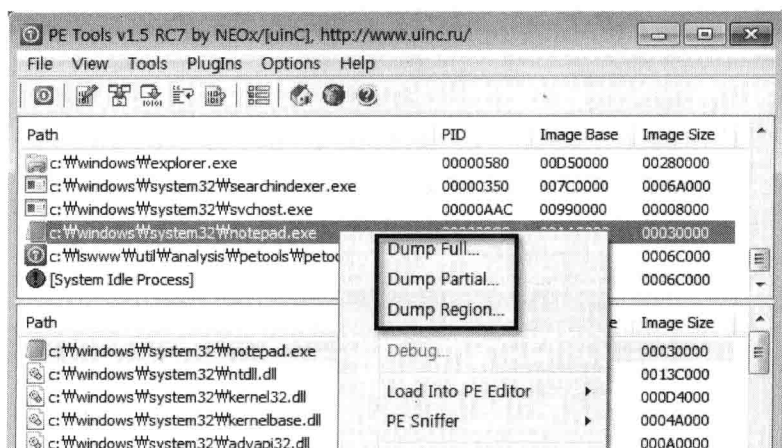 PE Tools v1.5 RC7 by NEOx/[uinC], http://www.uinc.ru/
File View Tools PlugIns Options Help
Path PID Image Base Image Size
c:₩windows₩explorer.exe 00000580 00D50000 00280000
c:₩windows₩system32₩searchindexer.exe 00000350 007C0000 0006A000
c:₩windows₩system32₩svchost.exe 00000AAC 00990000 00008000
c:₩windows₩system32₩notepad.exe 00030000
c:₩lswww₩util₩analysis₩petools₩petoo 0006C000
[System Idle Process] 0006C000
Dump Full...
Dump Partial...
Dump Region...
Debug...
Load Into PE Editor
PE Sniffer
Path Image Size
c:₩windows₩system32₩notepad.exe 00030000
c:₩windows₩system32₩ntdll.dll 0013C000
c:₩windows₩system32₩kernel32.dll 000D4000
c:₩windows₩system32₩kernelbase.dll 0004A000
c:₩windows₩system32₩advapi32.dll 000A0000